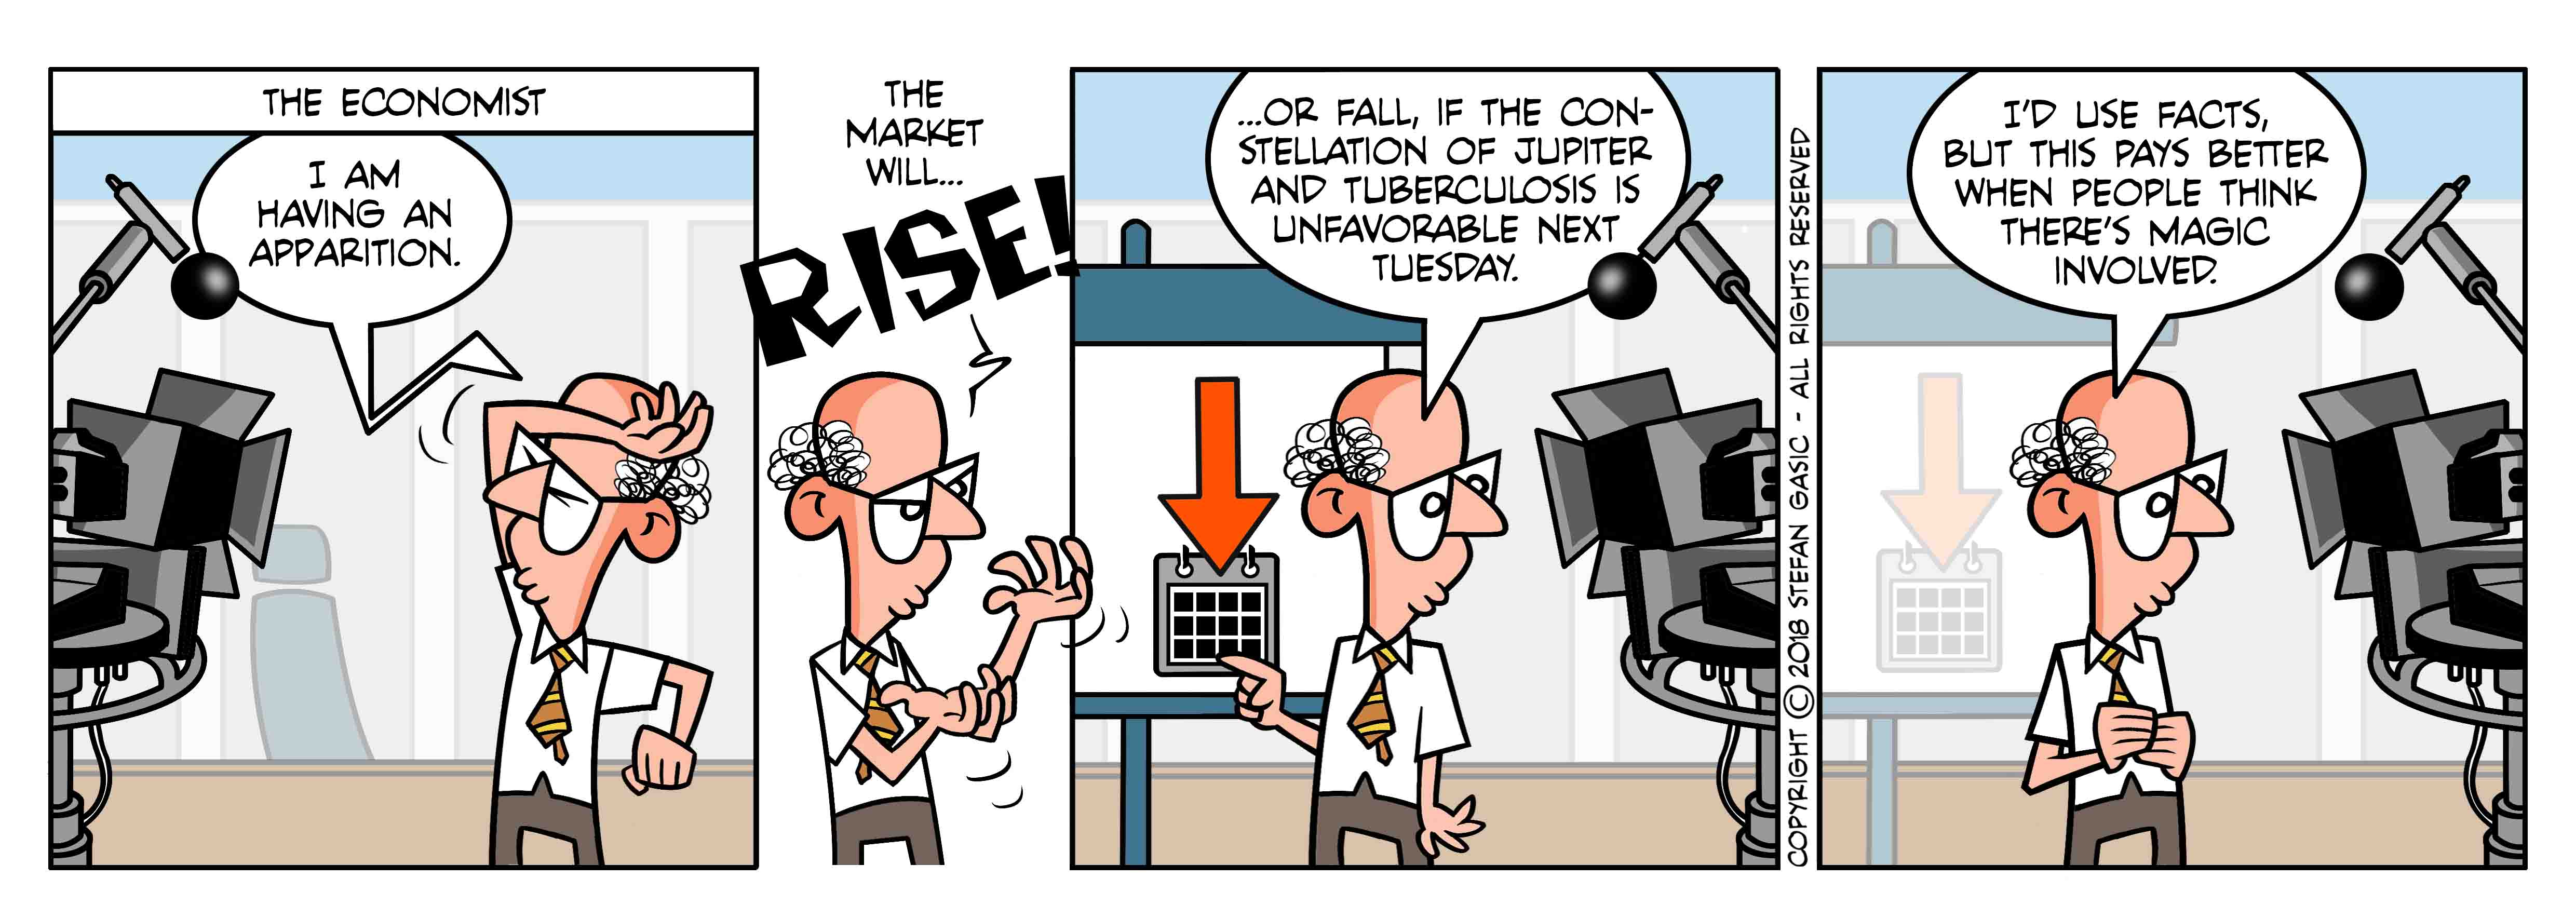 THE ECONOMIST
I AM
HAVING AN
APPARITION.
THE
MARKET
WILL...
RISE!
...OR FALL, IF THE CON-
STELLATION OF JUPITER
AND TUBERCULOSIS IS
UNFAVORABLE NEXT
TUESDAY.
I'D USE FACTS,
BUT THIS PAYS BETTER
WHEN PEOPLE THINK
THERE'S MAGIC
INVOLVED.
COPYRIGHT © 2018 STEFAN GASIC - ALL RIGHTS RESERVED